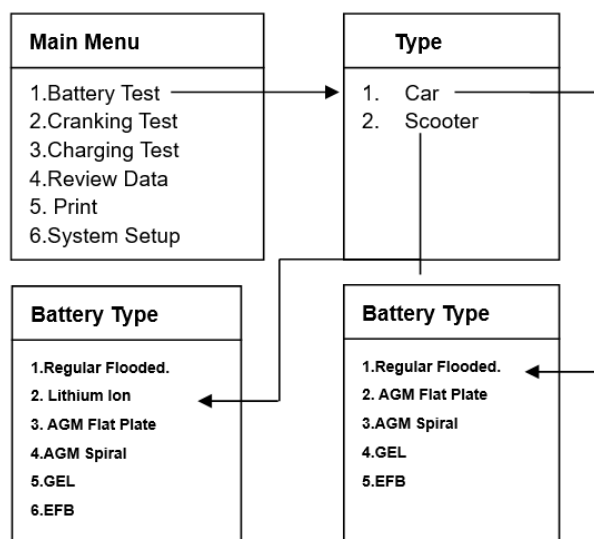 Main Menu
1.Battery Test
2.Cranking Test
3.Charging Test
4.Review Data
5. Print
6.System Setup
Type
1. Car
2. Scooter
Battery Type
1.Regular Flooded.
2. Lithium Ion
3. AGM Flat Plate
4.AGM Spiral
5.GEL
6.EFB
Battery Type
1.Regular Flooded.
2. AGM Flat Plate
3.AGM Spiral
4.GEL
5.EFB